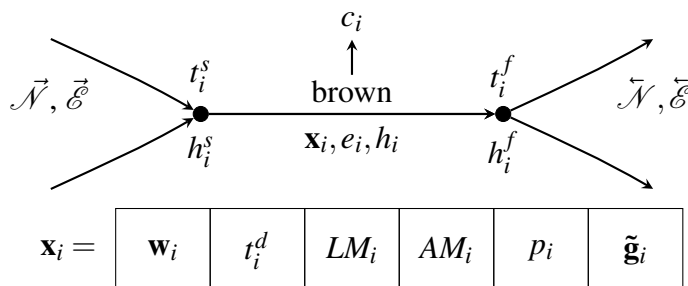 c_i
t_i^s brown t_i^f
𝒩⃗, ℰ⃗ 𝒩⃖, ℰ⃖
h_i^s 𝐱_i, e_i, h_i h_i^f
𝐱_i = 𝐰_i t_i^d LM_i AM_i p_i 𝐠̃_i